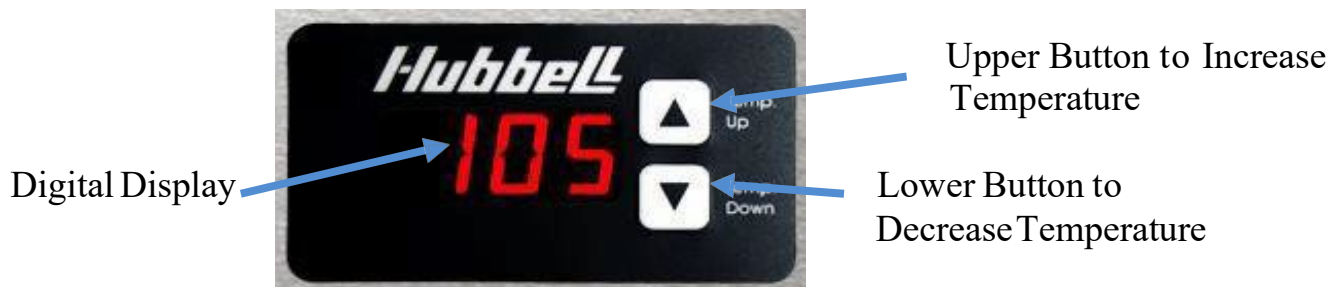 Hubbell
105
Up
Down
Digital Display
Upper Button to Increase
Temperature
Lower Button to
Decrease Temperature